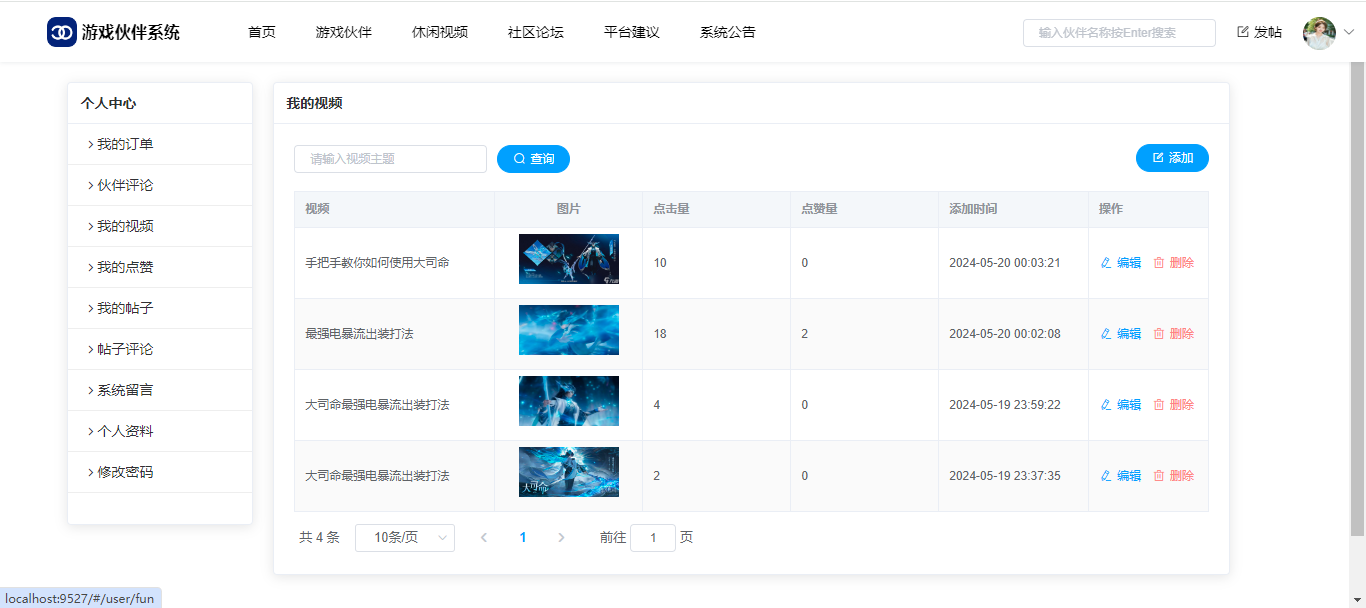 游戏伙伴系统 首页 游戏伙伴 休闲视频 社区论坛 平台建议 系统公告 输入伙伴名称按Enter搜索 发帖
个人中心
我的订单
伙伴评论
我的视频
我的点赞
我的帖子
帖子评论
系统留言
个人资料
修改密码
我的视频
请输入视频主题 查询 添加
视频 图片 点击量 点赞量 添加时间 操作
手把手教你如何使用大司命 10 0 2024-05-20 00:03:21 编辑 删除
最强电暴流出装打法 18 2 2024-05-20 00:02:08 编辑 删除
大司命最强电暴流出装打法 4 0 2024-05-19 23:59:22 编辑 删除
大司命最强电暴流出装打法 大司命 2 0 2024-05-19 23:37:35 编辑 删除
共 4 条 10条/页 1 前往 1 页
localhost:9527/#/user/fun